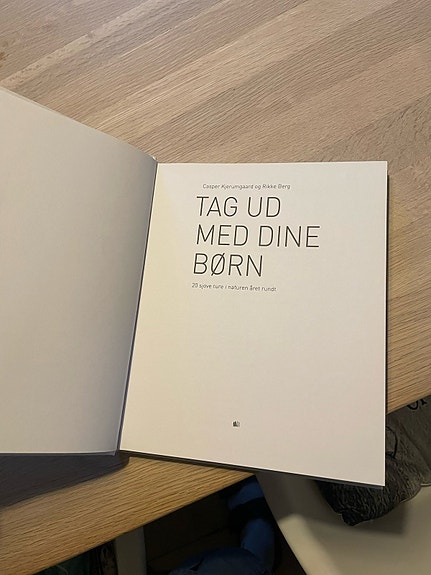 Casper Kjerumgaard og Rikke Berg
TAG UD
MED DINE
BØRN
20 sjove ture i naturen året rundt